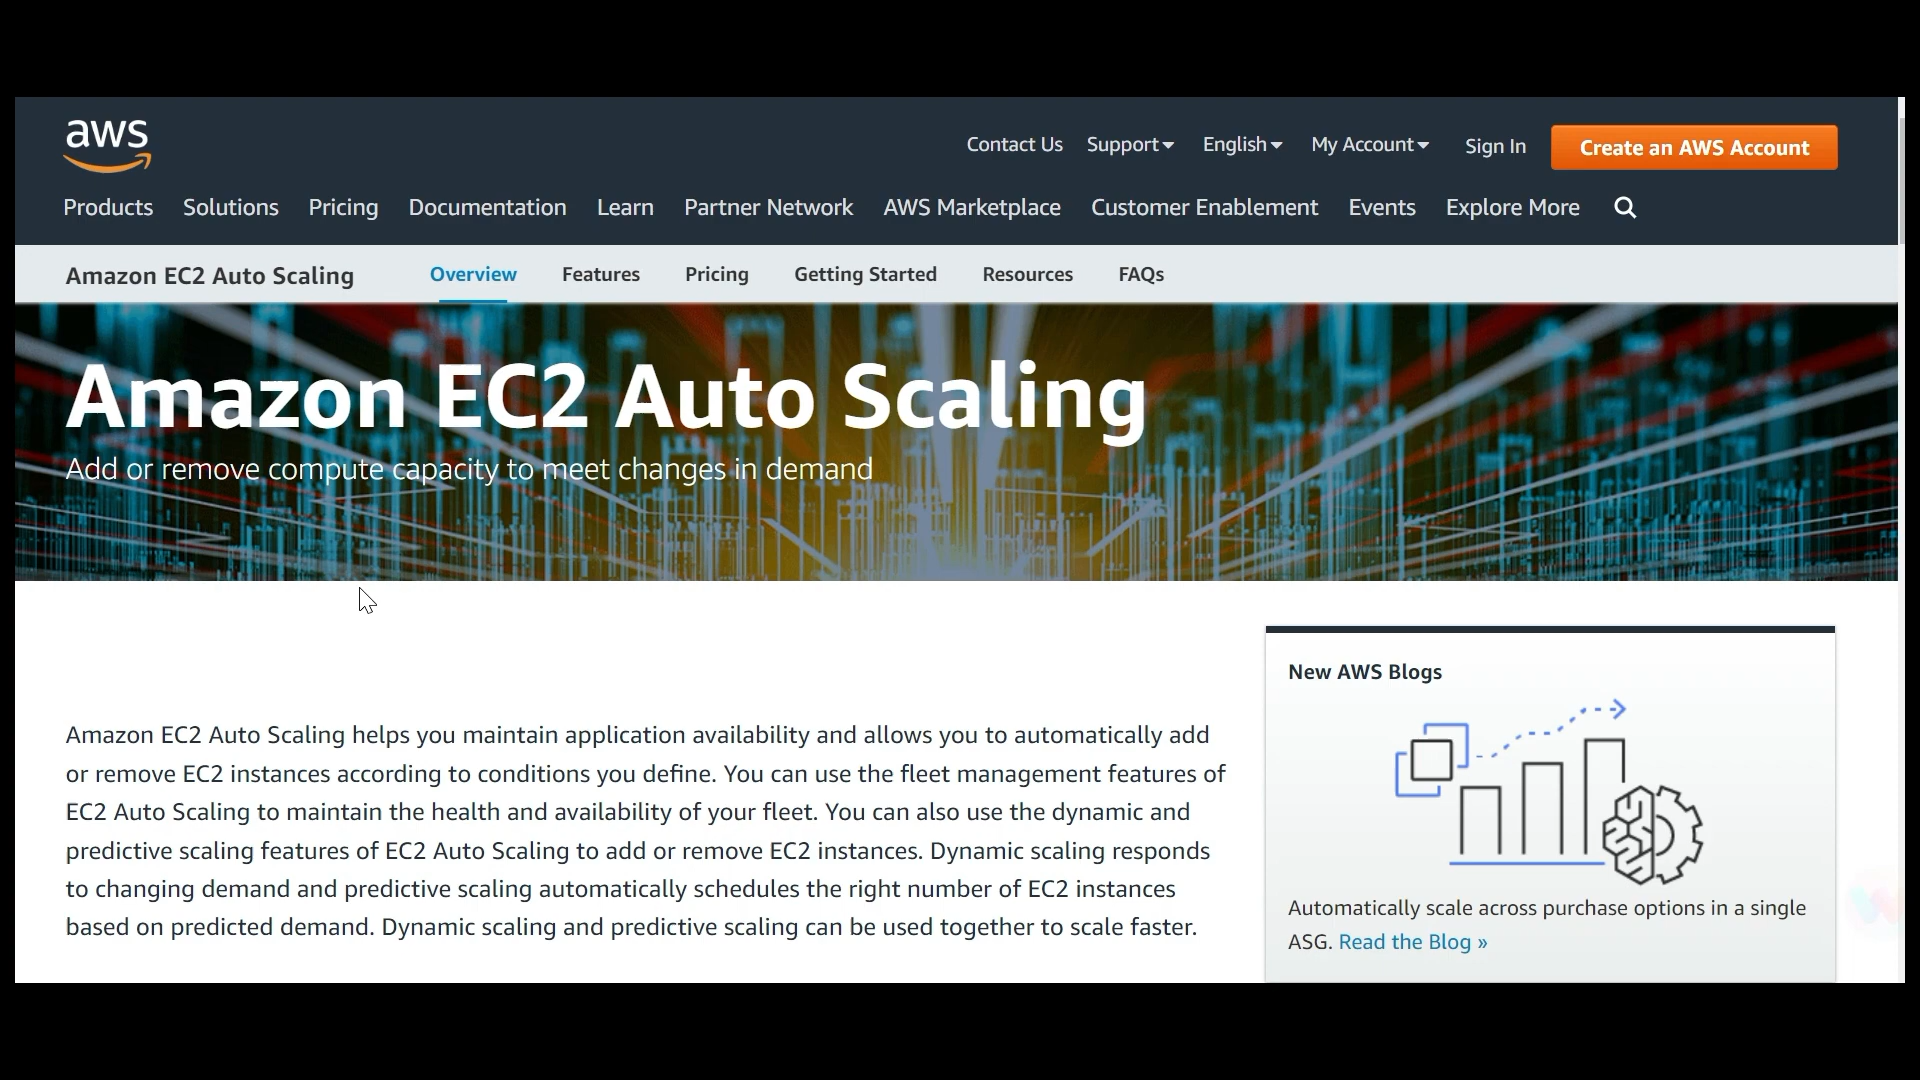 aws
Contact Us Support English My Account Sign In Create an AWS Account
Products Solutions Pricing Documentation Learn Partner Network AWS Marketplace Customer Enablement Events Explore More
Amazon EC2 Auto Scaling Overview Features Pricing Getting Started Resources FAQs
Amazon EC2 Auto Scaling
Add or remove compute capacity to meet changes in demand
Amazon EC2 Auto Scaling helps you maintain application availability and allows you to automatically add
or remove EC2 instances according to conditions you define. You can use the fleet management features of
EC2 Auto Scaling to maintain the health and availability of your fleet. You can also use the dynamic and
predictive scaling features of EC2 Auto Scaling to add or remove EC2 instances. Dynamic scaling responds
to changing demand and predictive scaling automatically schedules the right number of EC2 instances
based on predicted demand. Dynamic scaling and predictive scaling can be used together to scale faster.
New AWS Blogs
Automatically scale across purchase options in a single
ASG. Read the Blog »